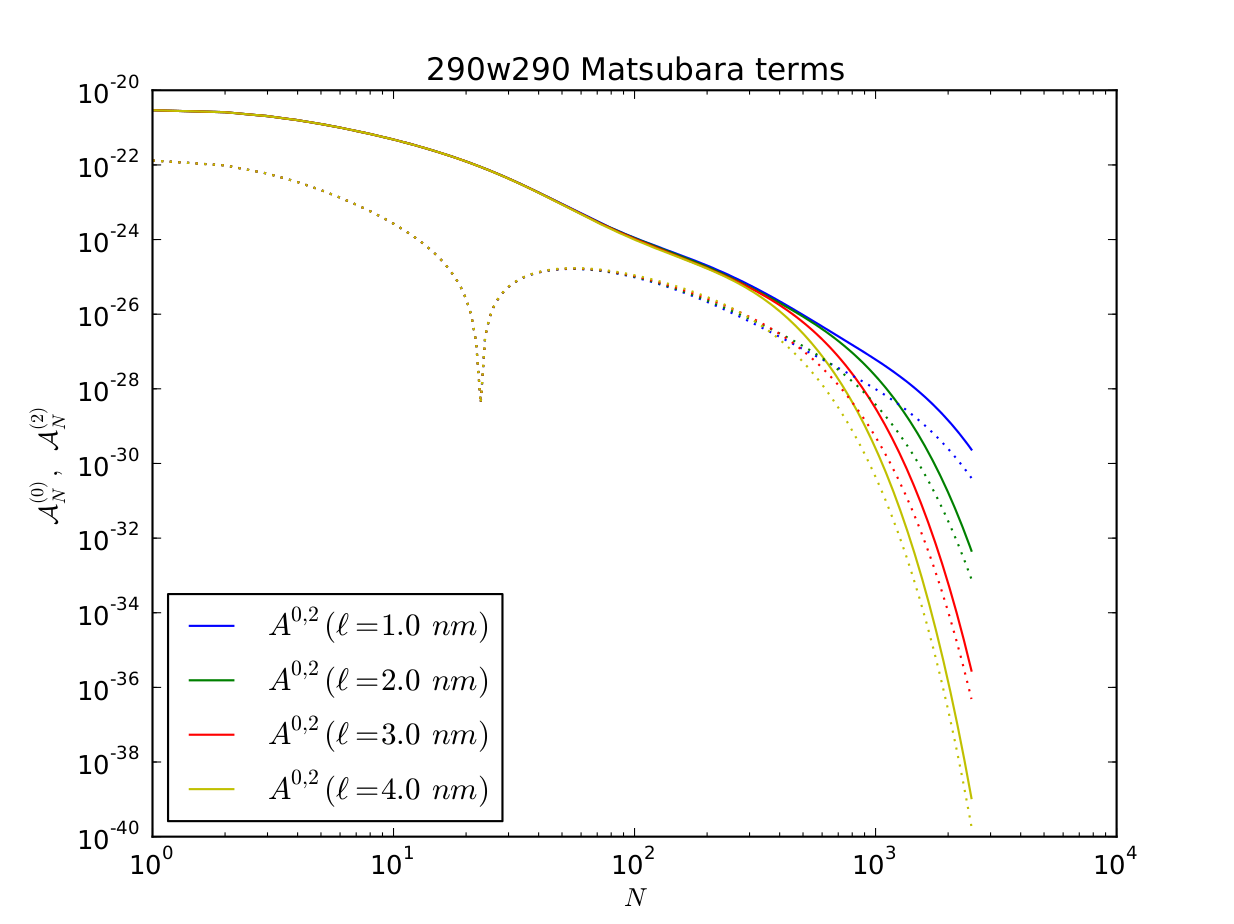 290w290 Matsubara terms
10^-20
10^-22
10^-24
10^-26
10^-28
10^-30
10^-32
10^-34
10^-36
10^-38
10^-40
𝒜_N^(0) , 𝒜_N^(2)
A^0,2 (ℓ=1.0 nm)
A^0,2 (ℓ=2.0 nm)
A^0,2 (ℓ=3.0 nm)
A^0,2 (ℓ=4.0 nm)
10^0 10^1 10^2 10^3 10^4
N